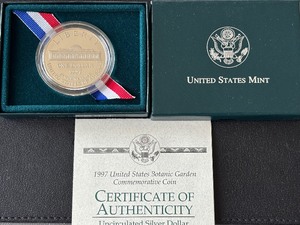 UNITED STATES MINT
1997 United States Botanic Garden
Commemorative Coin
CERTIFICATE OF
AUTHENTICITY
Uncirculated Silver Dollar